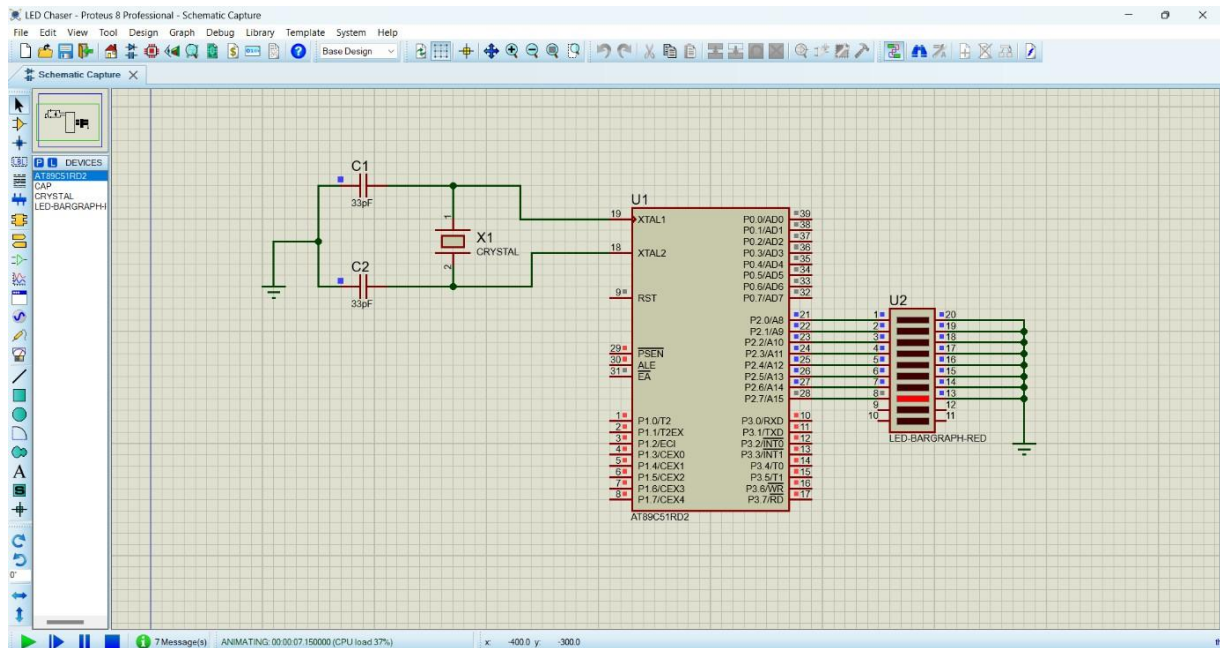 LED Chaser - Proteus 8 Professional - Schematic Capture
File Edit View Tool Design Graph Debug Library Template System Help
Base Design
Schematic Capture
P L DEVICES
AT89C51RD2
CAP
CRYSTAL
LED-BARGRAPH-
C1
33pF
X1
CRYSTAL
1
2
C2
33pF
U1
19 XTAL1
18 XTAL2
9 RST
29 PSEN
30 ALE
31 EA
1 P1.0/T2
2 P1.1/T2EX
3 P1.2/ECI
4 P1.3/CEX0
5 P1.4/CEX1
6 P1.5/CEX2
7 P1.6/CEX3
8 P1.7/CEX4
P0.0/AD0 39
P0.1/AD1 38
P0.2/AD2 37
P0.3/AD3 36
P0.4/AD4 35
P0.5/AD5 34
P0.6/AD6 33
P0.7/AD7 32
P2.0/A8 21
P2.1/A9 22
P2.2/A10 23
P2.3/A11 24
P2.4/A12 25
P2.5/A13 26
P2.6/A14 27
P2.7/A15 28
P3.0/RXD 10
P3.1/TXD 11
P3.2/INT0 12
P3.3/INT1 13
P3.4/T0 14
P3.5/T1 15
P3.6/WR 16
P3.7/RD 17
AT89C51RD2
U2
1 20
2 19
3 18
4 17
5 16
6 15
7 14
8 13
9 12
10 11
LED-BARGRAPH-RED
A
S
0°
7 Message(s) ANIMATING: 00:00:07.150000 (CPU load 37%) x: -400.0 y: -300.0